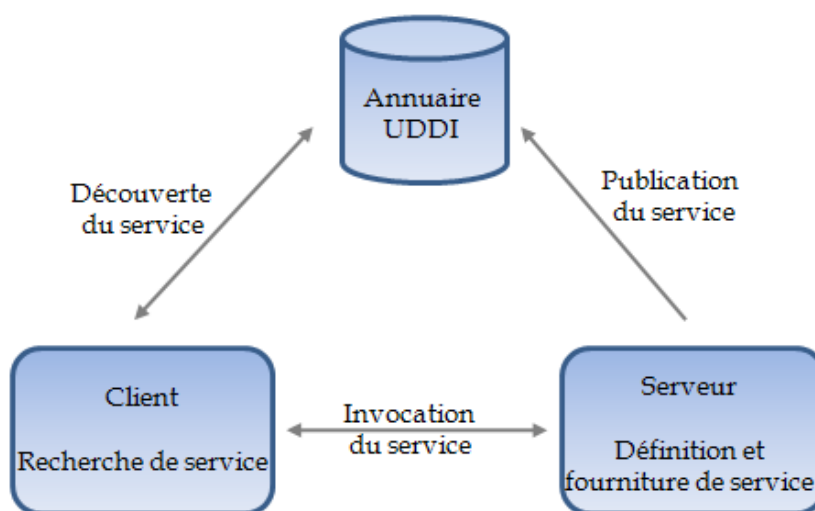 Annuaire
UDDI
Découverte
du service
Publication
du service
Client
Recherche de service
Invocation
du service
Serveur
Définition et
fourniture de service